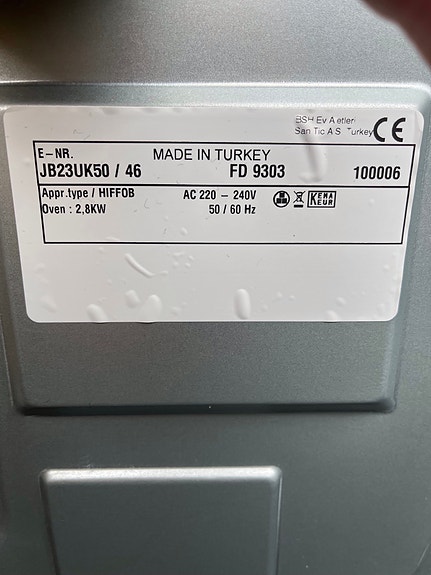 BSH Ev Aletleri
San Tic A S Turkey
CE
E-NR. MADE IN TURKEY
JB23UK50 / 46 FD 9303 100006
Appr.type / HIFFOB AC 220 - 240V KEMA
Oven : 2,8KW 50 / 60 Hz KEUR